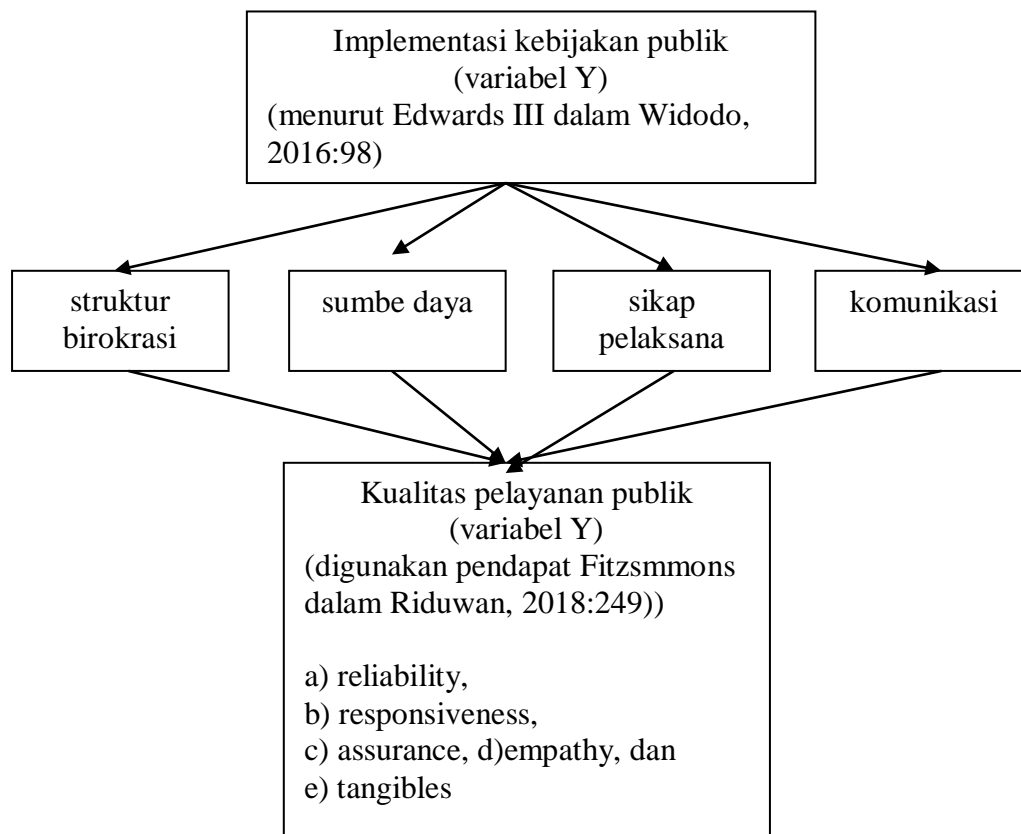 Implementasi kebijakan publik
(variabel Y)
(menurut Edwards III dalam Widodo,
2016:98)
struktur
birokrasi
sumbe daya
sikap
pelaksana
komunikasi
Kualitas pelayanan publik
(variabel Y)
(digunakan pendapat Fitzsmmons
dalam Riduwan, 2018:249))
a) reliability,
b) responsiveness,
c) assurance, d)empathy, dan
e) tangibles